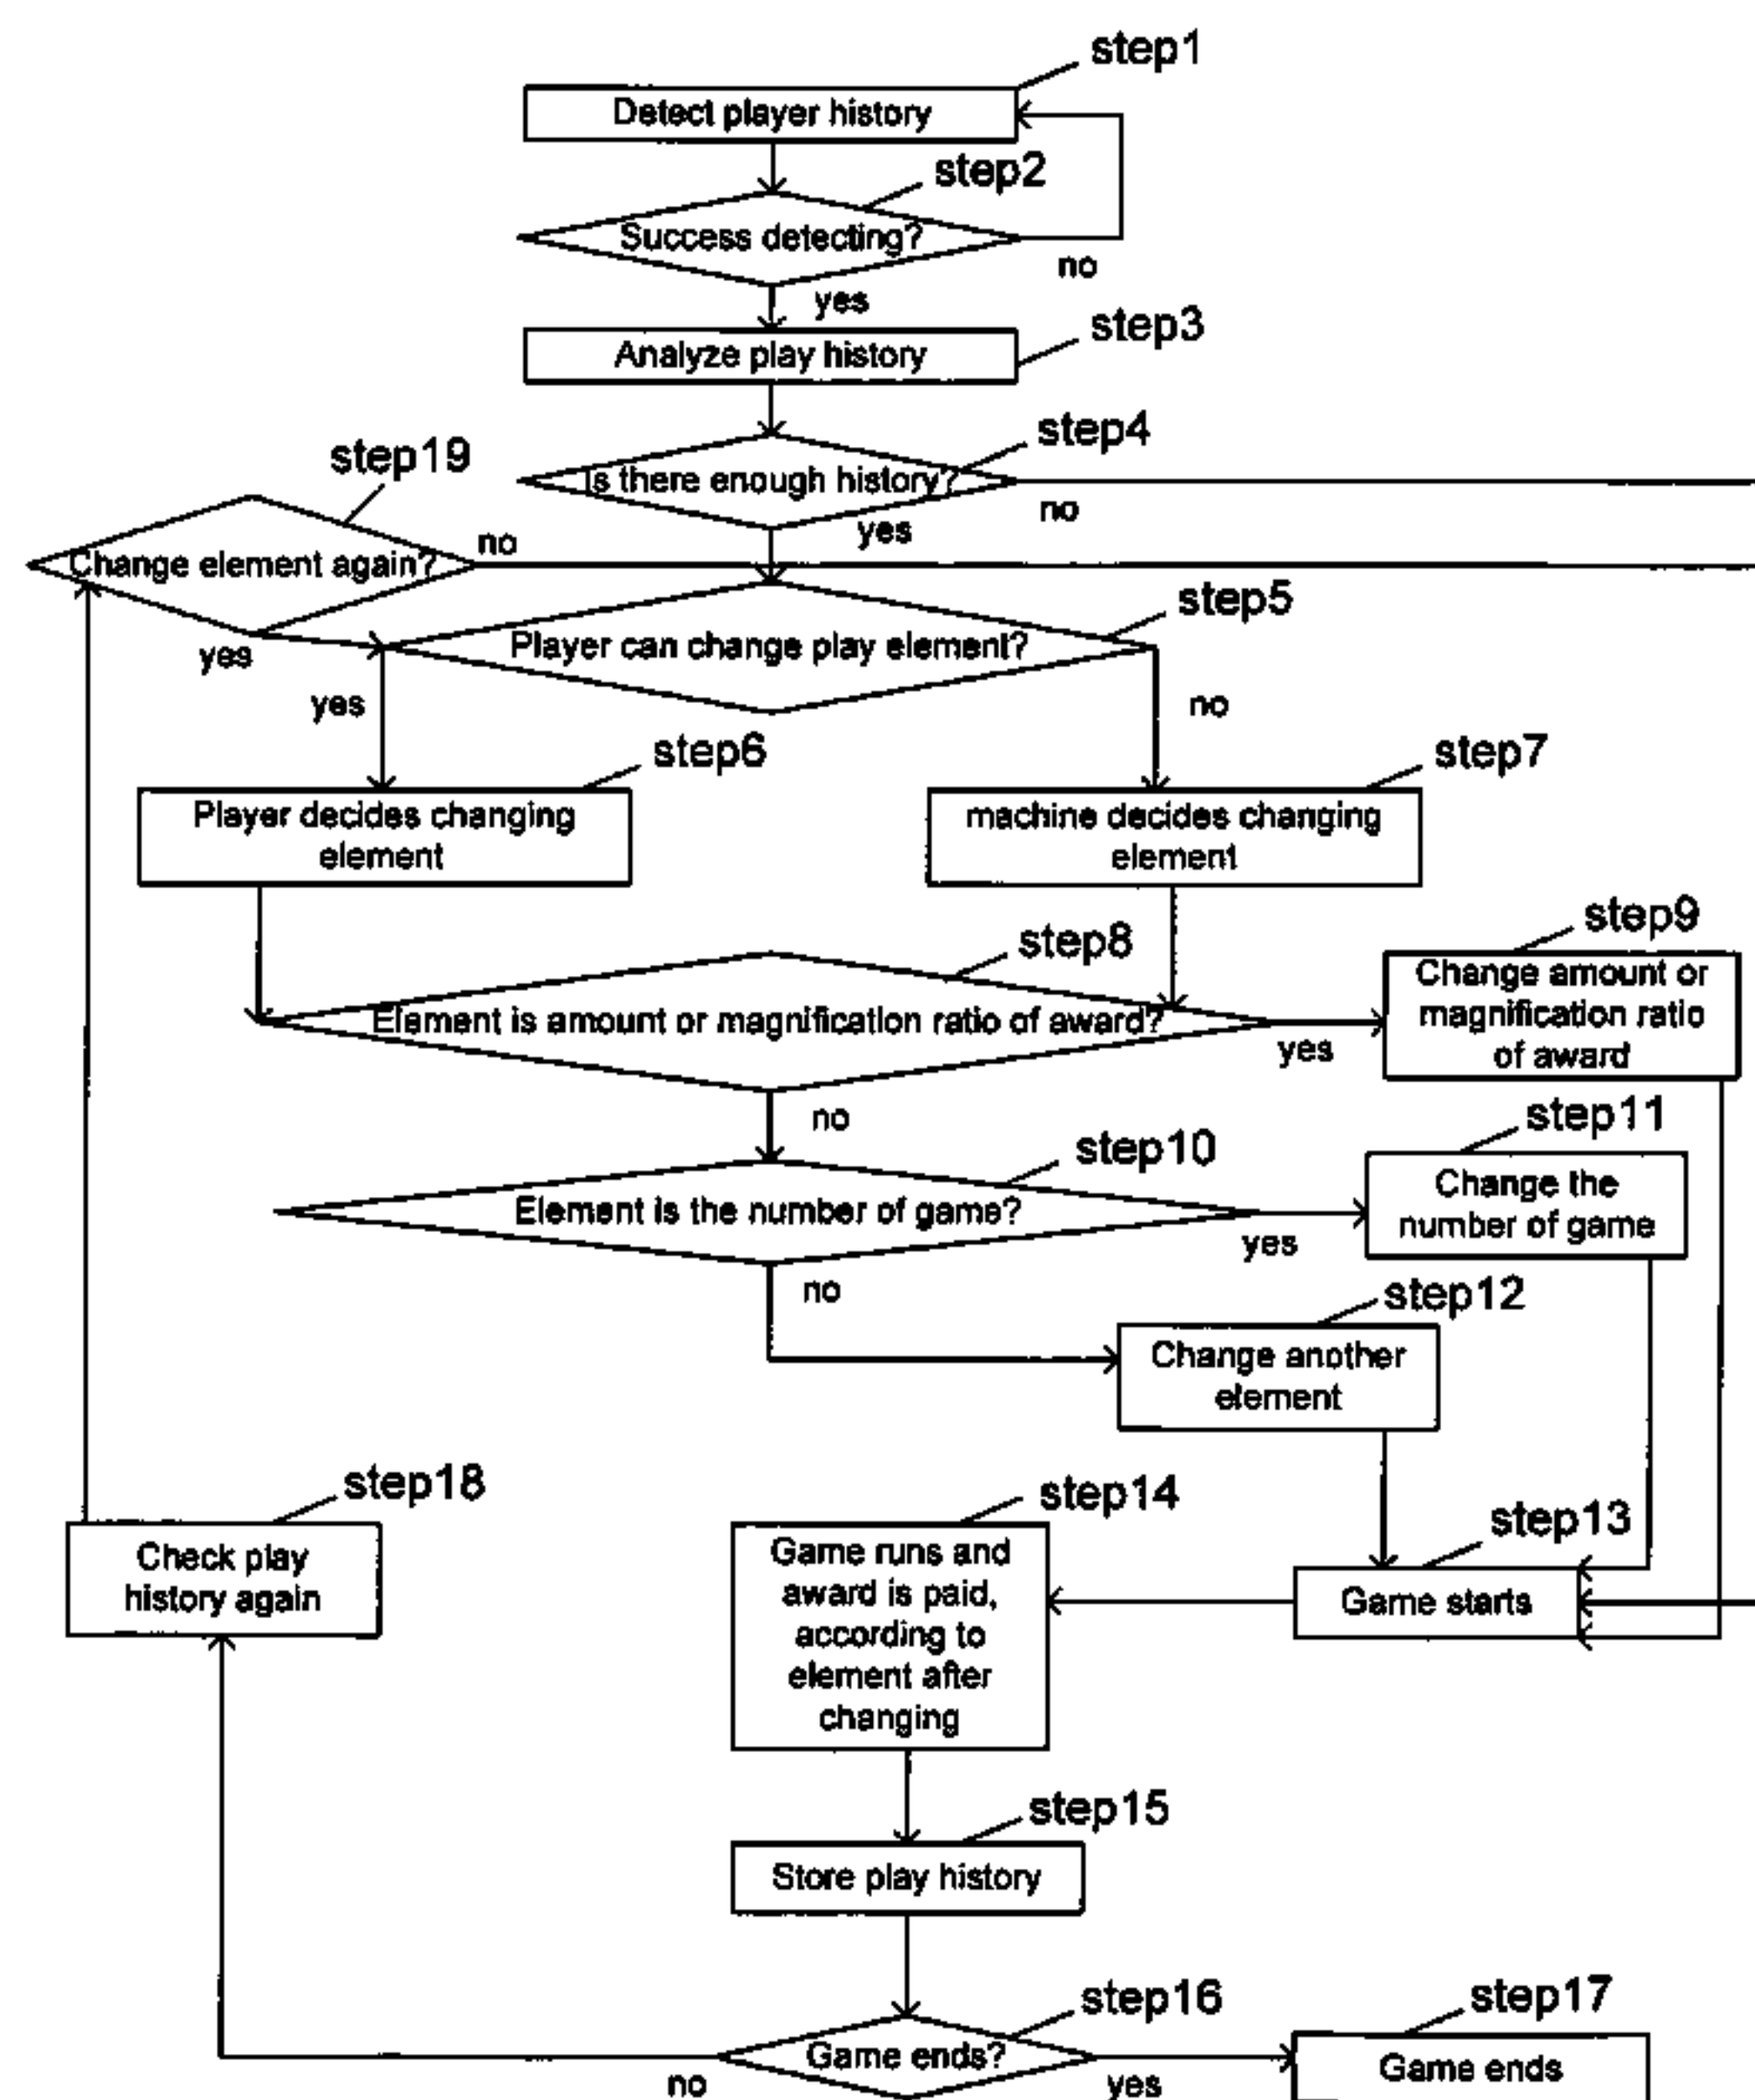 step1
Detect player history
step2
Success detecting?
no
yes
step3
Analyze play history
step4
Is there enough history?
no
yes
step19
Change element again?
no
yes
step5
Player can change play element?
yes
no
step6
Player decides changing
element
step7
machine decides changing
element
step8
Element is amount or magnification ratio of award?
yes
no
step9
Change amount or
magnification ratio
of award
step10
Element is the number of game?
yes
no
step11
Change the
number of game
step12
Change another
element
step13
Game starts
step14
Game runs and
award is paid,
according to
element after
changing
step18
Check play
history again
step15
Store play history
step16
Game ends?
no
yes
step17
Game ends